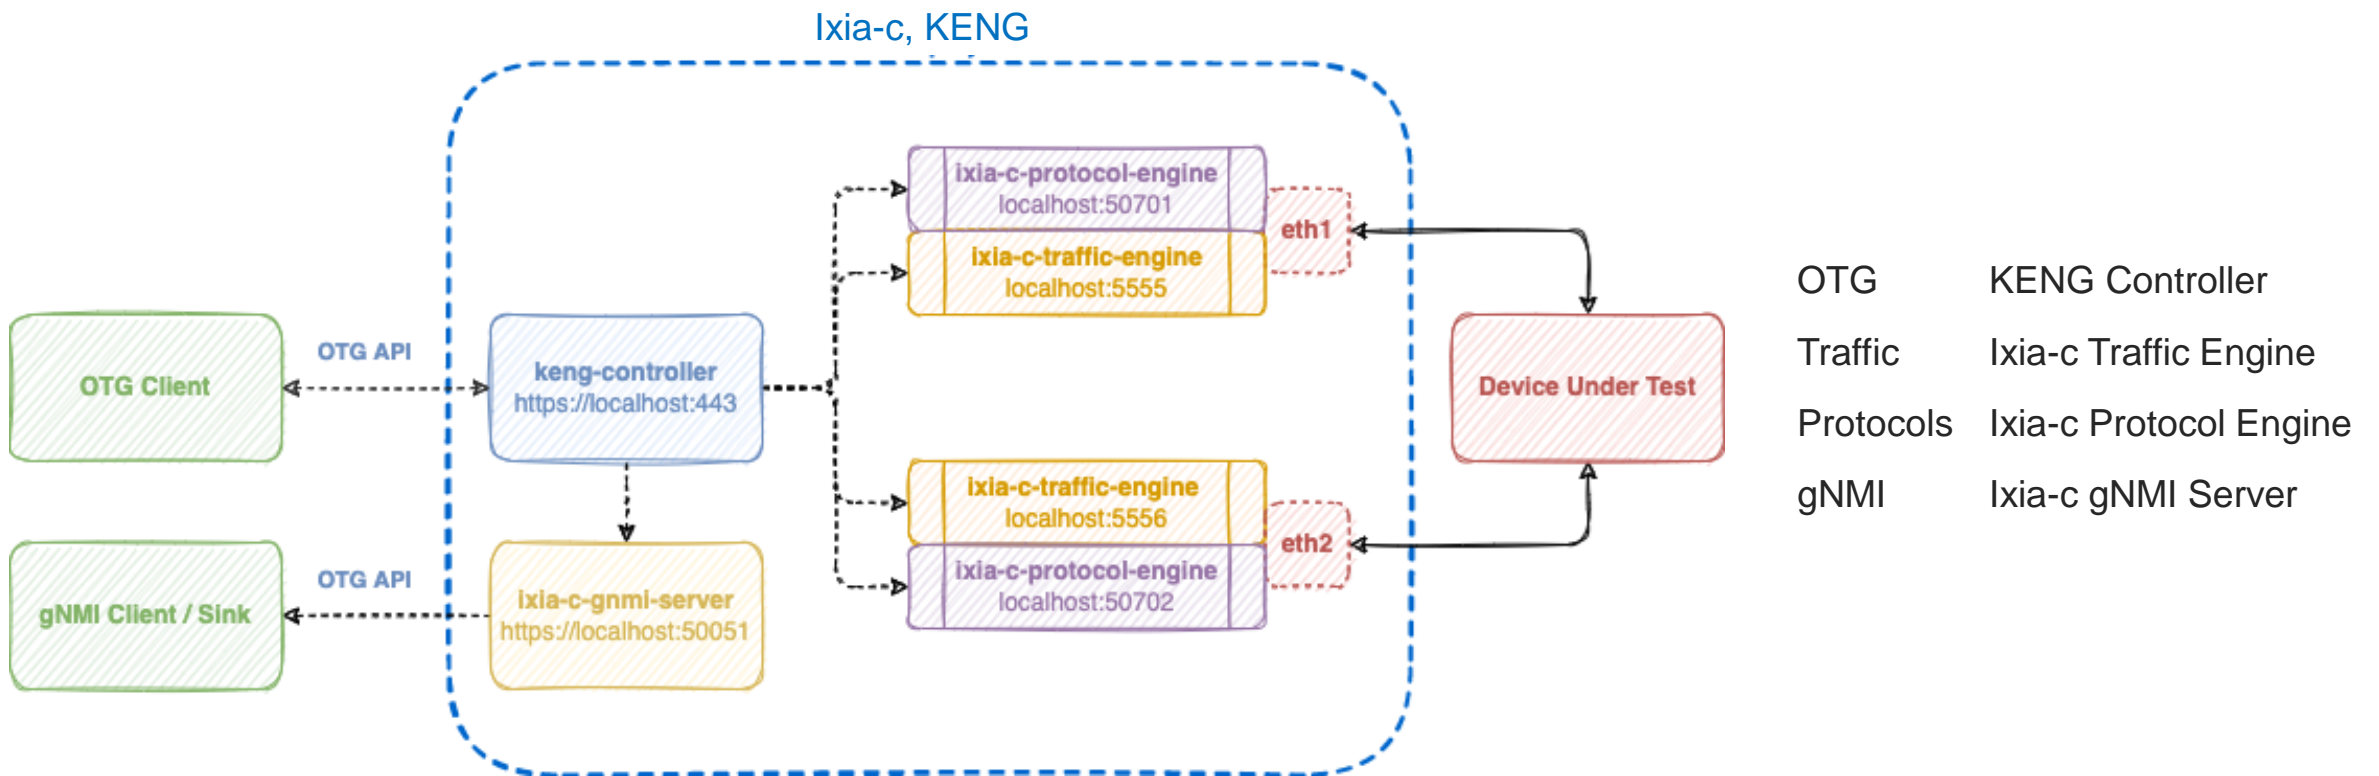 Ixia-c, KENG
ixia-c-protocol-engine
localhost:50701
eth1
ixia-c-traffic-engine
localhost:5555
OTG API
OTG Client
keng-controller
https://localhost:443
Device Under Test
ixia-c-traffic-engine
localhost:5556
eth2
ixia-c-protocol-engine
localhost:50702
OTG API
gNMI Client / Sink
ixia-c-gnmi-server
https://localhost:50051
OTG KENG Controller
Traffic Ixia-c Traffic Engine
Protocols Ixia-c Protocol Engine
gNMI Ixia-c gNMI Server